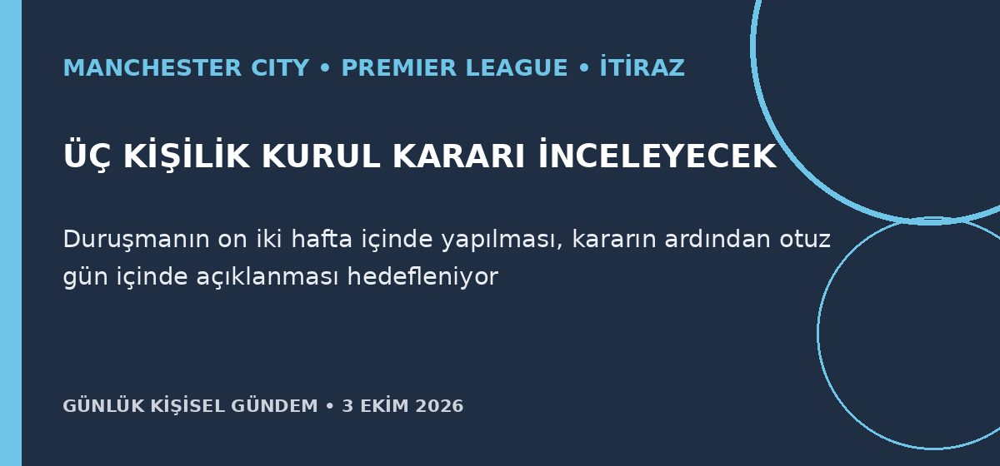 MANCHESTER CITY • PREMIER LEAGUE • İTİRAZ
ÜÇ KİŞİLİK KURUL KARARI İNCELEYECEK
Duruşmanın on iki hafta içinde yapılması, kararın ardından otuz
gün içinde açıklanması hedefleniyor
GÜNLÜK KİŞİSEL GÜNDEM • 3 EKİM 2026